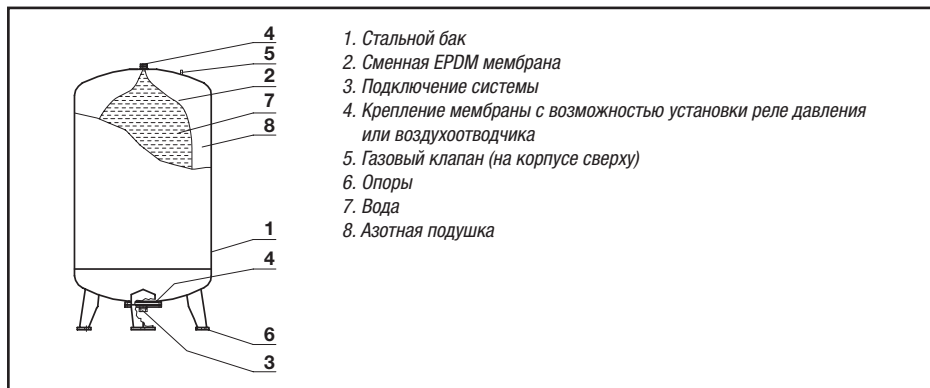 4
5
2
7
8
1
4
6
3
1. Стальной бак
2. Сменная EPDM мембрана
3. Подключение системы
4. Крепление мембраны с возможностью установки реле давления
или воздухоотводчика
5. Газовый клапан (на корпусе сверху)
6. Опоры
7. Вода
8. Азотная подушка